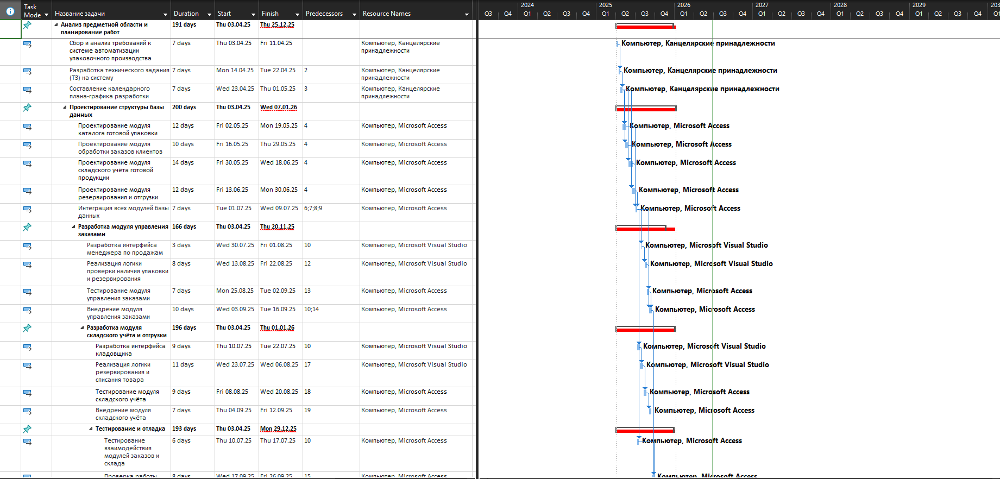 2024 2025 2026 2027 2028 2029 203
Task Mode Название задачи Duration Start Finish Predecessors Resource Names Q3 Q4 Q1 Q2 Q3 Q4 Q1 Q2 Q3 Q4 Q1 Q2 Q3 Q4 Q1 Q2 Q3 Q4 Q1 Q2 Q3 Q4 Q1 Q2 Q3 Q4 Q1
Анализ предметной области и 191 days Thu 03.04.25 Thu 25.12.25
планирование работ
Сбор и анализ требований к 7 days Thu 03.04.25 Fri 11.04.25 Компьютер, Канцелярские Компьютер, Канцелярские принадлежности
системе автоматизации принадлежности
упаковочного производства
Разработка технического задания 7 days Mon 14.04.25 Tue 22.04.25 2 Компьютер, Канцелярские Компьютер, Канцелярские принадлежности
(ТЗ) на систему принадлежности
Составление календарного 7 days Wed 23.04.25 Thu 01.05.25 3 Компьютер, Канцелярские Компьютер, Канцелярские принадлежности
плана-графика разработки принадлежности
Проектирование структуры базы 200 days Thu 03.04.25 Wed 07.01.26
данных
Проектирование модуля 12 days Fri 02.05.25 Mon 19.05.25 4 Компьютер, Microsoft Access Компьютер, Microsoft Access
каталога готовой упаковки
Проектирование модуля 10 days Fri 16.05.25 Thu 29.05.25 4 Компьютер, Microsoft Access Компьютер, Microsoft Access
обработки заказов клиентов
Проектирование модуля 14 days Fri 30.05.25 Wed 18.06.25 4 Компьютер, Microsoft Access Компьютер, Microsoft Access
складского учёта готовой
продукции
Проектирование модуля 12 days Fri 13.06.25 Mon 30.06.25 4 Компьютер, Microsoft Access Компьютер, Microsoft Access
резервирования и отгрузки
Интеграция всех модулей базы 7 days Tue 01.07.25 Wed 09.07.25 6;7;8;9 Компьютер, Microsoft Access Компьютер, Microsoft Access
данных
Разработка модуля управления 166 days Thu 03.04.25 Thu 20.11.25
заказами
Разработка интерфейса 3 days Wed 30.07.25 Fri 01.08.25 10 Компьютер, Microsoft Visual Studio Компьютер, Microsoft Visual Studio
менеджера по продажам
Реализация логики 8 days Wed 13.08.25 Fri 22.08.25 12 Компьютер, Microsoft Visual Studio Компьютер, Microsoft Visual Studio
проверки наличия упаковки
и резервирования
Тестирование модуля 7 days Mon 25.08.25 Tue 02.09.25 13 Компьютер, Microsoft Access Компьютер, Microsoft Access
управления заказами
Внедрение модуля 10 days Wed 03.09.25 Tue 16.09.25 10;14 Компьютер, Microsoft Access Компьютер, Microsoft Access
управления заказами
Разработка модуля 196 days Thu 03.04.25 Thu 01.01.26
складского учёта и отгрузки
Разработка интерфейса 9 days Thu 10.07.25 Tue 22.07.25 10 Компьютер, Microsoft Visual Studio Компьютер, Microsoft Visual Studio
кладовщика
Реализация логики 11 days Wed 23.07.25 Wed 06.08.25 17 Компьютер, Microsoft Visual Studio Компьютер, Microsoft Visual Studio
резервирования и
списания товара
Тестирование модуля 9 days Fri 08.08.25 Wed 20.08.25 18 Компьютер, Microsoft Access Компьютер, Microsoft Access
складского учёта
Внедрение модуля 7 days Thu 04.09.25 Fri 12.09.25 19 Компьютер, Microsoft Access Компьютер, Microsoft Access
складского учёта
Тестирование и отладка 193 days Thu 03.04.25 Mon 29.12.25
Тестирование 6 days Thu 10.07.25 Thu 17.07.25 10 Компьютер, Microsoft Access Компьютер, Microsoft Access
взаимодействия
модулей заказов и
склада
Проверка работы 8 days Wed 17.09.25 Fri 26.09.25 15 Компьютер, Microsoft Access Компьютер, Microsoft Access